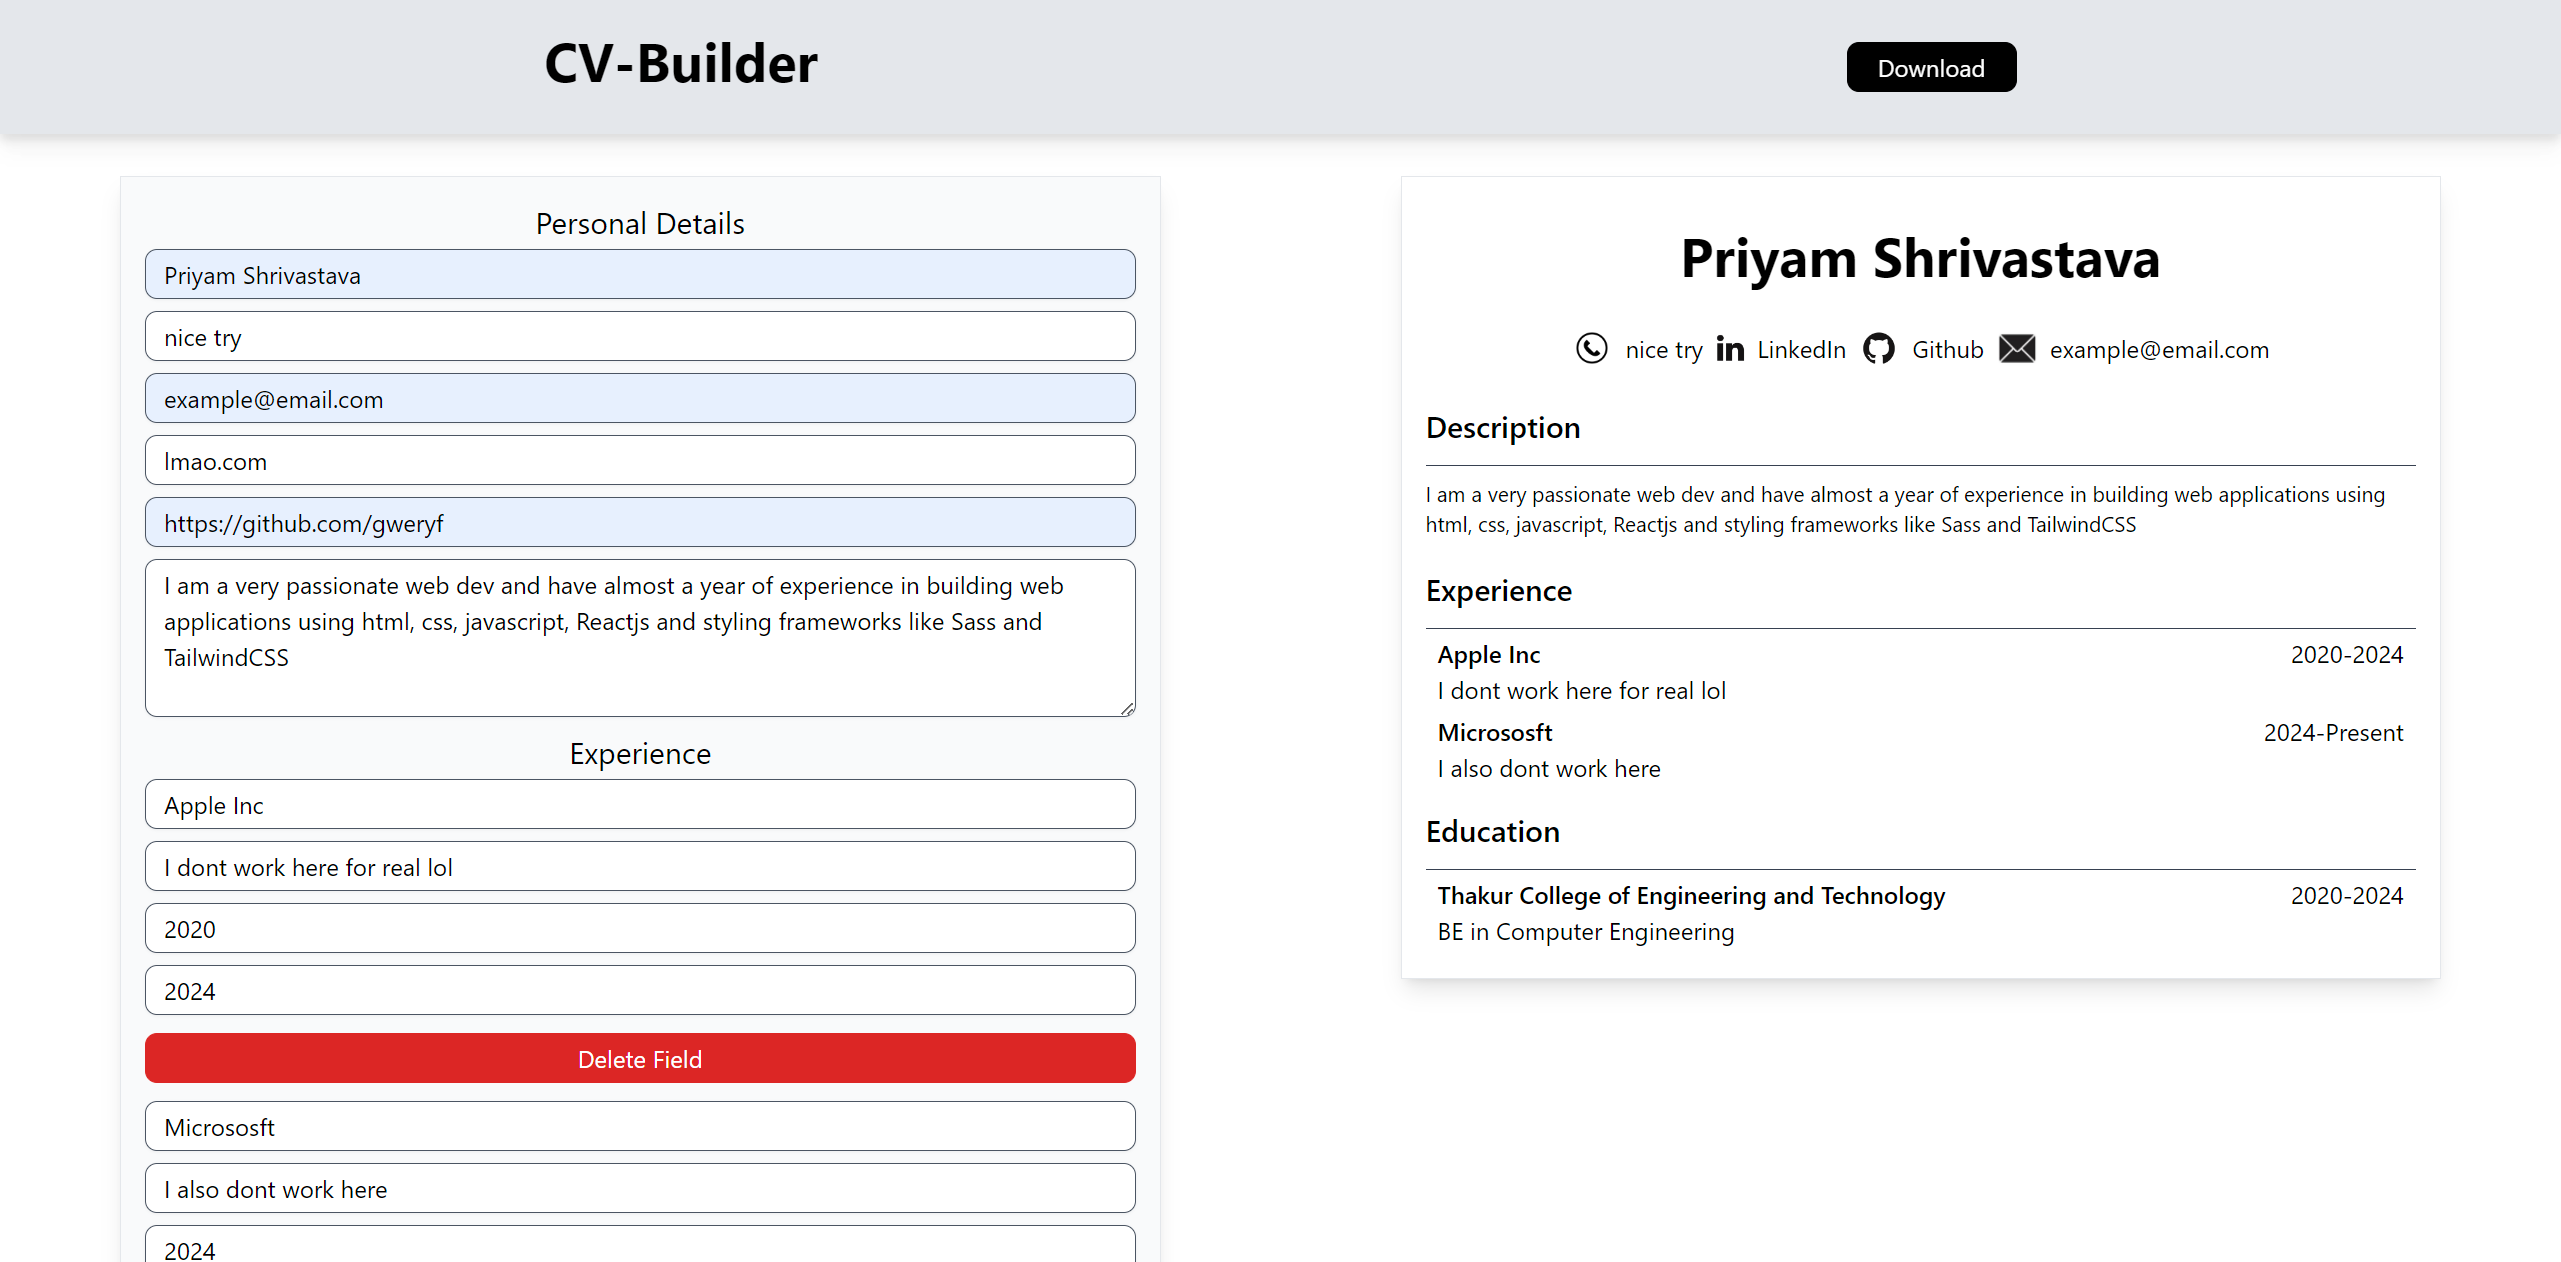 CV-Builder
Download
Personal Details
Priyam Shrivastava
nice try
example@email.com
lmao.com
https://github.com/gweryf
I am a very passionate web dev and have almost a year of experience in building web
applications using html, css, javascript, Reactjs and styling frameworks like Sass and
TailwindCSS
Experience
Apple Inc
I dont work here for real lol
2020
2024
Delete Field
Micrososft
I also dont work here
2024
Priyam Shrivastava
nice try LinkedIn Github example@email.com
Description
I am a very passionate web dev and have almost a year of experience in building web applications using
html, css, javascript, Reactjs and styling frameworks like Sass and TailwindCSS
Experience
Apple Inc 2020-2024
I dont work here for real lol
Micrososft 2024-Present
I also dont work here
Education
Thakur College of Engineering and Technology 2020-2024
BE in Computer Engineering